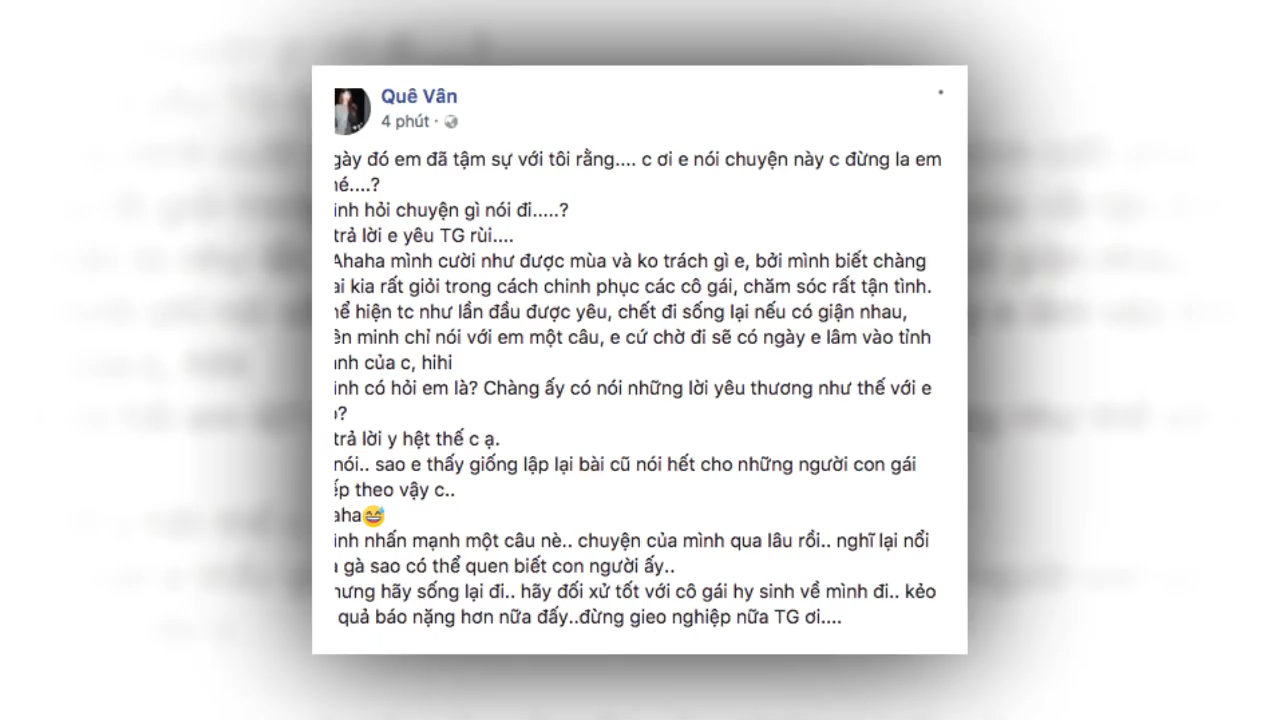 Quê Vân
4 phút ·
gày đó em đã tậm sự với tôi rằng.... c ơi e nói chuyện này c đừng la em
hé....?
ình hỏi chuyện gì nói đi.....?
trả lời e yêu TG rùi....
Ahaha mình cười như được mùa và ko trách gì e, bởi mình biết chàng
ai kia rất giỏi trong cách chinh phục các cô gái, chăm sóc rất tận tình.
hể hiện tc như lần đầu được yêu, chết đi sống lại nếu có giận nhau,
ên minh chỉ nói với em một câu, e cứ chờ đi sẽ có ngày e lâm vào tỉnh
ảnh của c, hihi
ình có hỏi em là? Chàng ấy có nói những lời yêu thương như thế với e
?
trả lời y hệt thế c ạ.
nói.. sao e thấy giống lập lại bài cũ nói hết cho những người con gái
ếp theo vậy c..
aha😅
ình nhấn mạnh một câu nè.. chuyện của mình qua lâu rồi.. nghĩ lại nổi
gà sao có thể quen biết con người ấy..
hưng hãy sống lại đi.. hãy đối xử tốt với cô gái hy sinh về mình đi.. kẻo
quả báo nặng hơn nữa đấy..đừng gieo nghiệp nữa TG ơi....